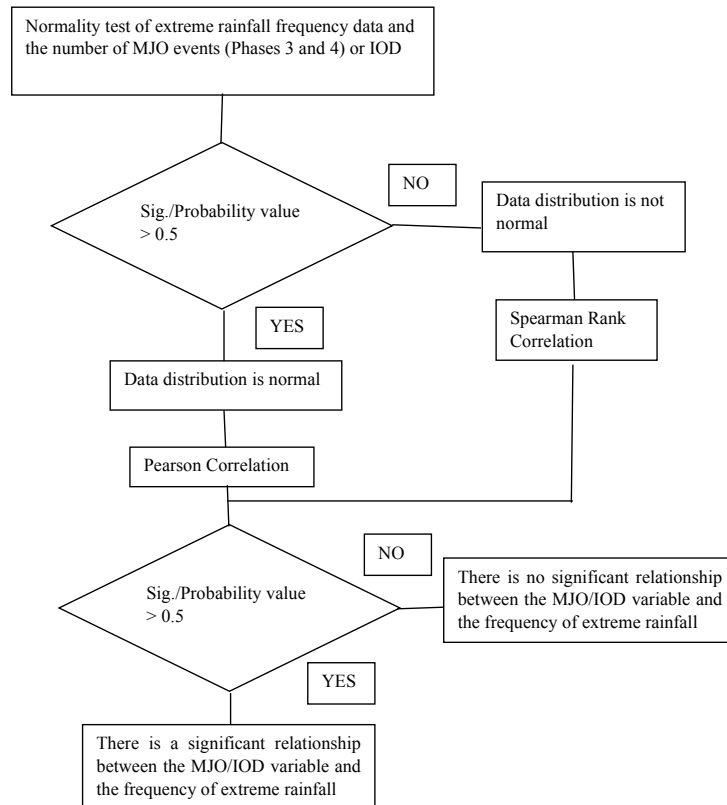 Normality test of extreme rainfall frequency data and
the number of MJO events (Phases 3 and 4) or IOD
NO
Sig./Probability value
> 0.5
Data distribution is not
normal
YES
Spearman Rank
Correlation
Data distribution is normal
Pearson Correlation
NO
Sig./Probability value
> 0.5
There is no significant relationship
between the MJO/IOD variable and
the frequency of extreme rainfall
YES
There is a significant relationship
between the MJO/IOD variable and
the frequency of extreme rainfall